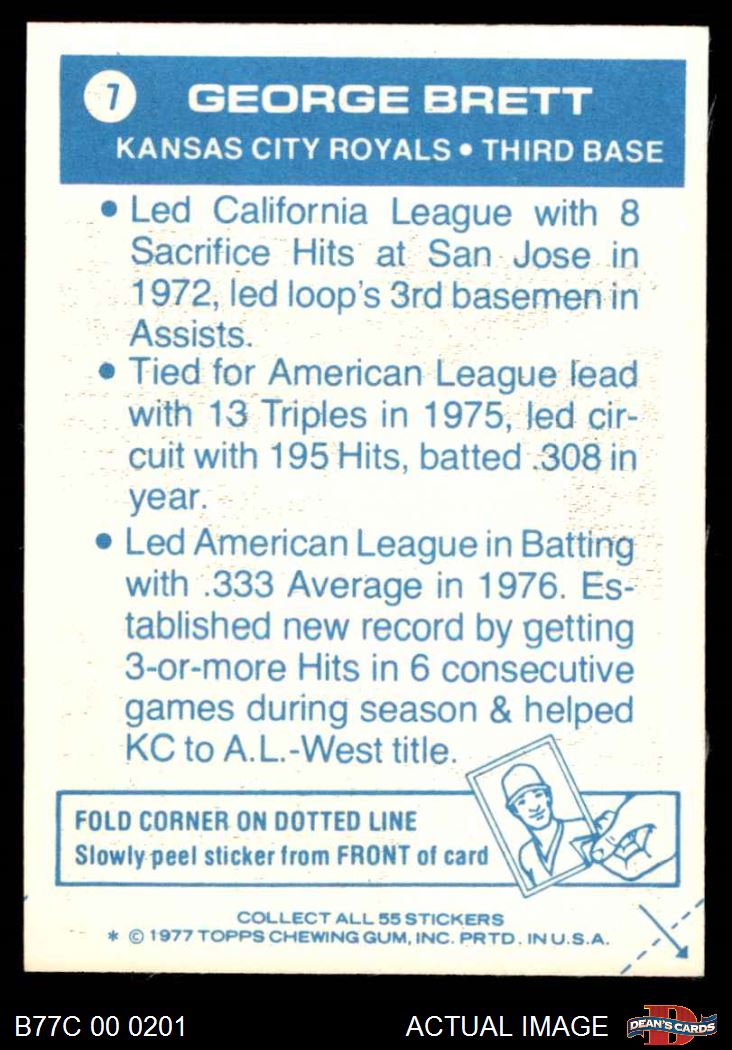 7
GEORGE BRETT
KANSAS CITY ROYALS • THIRD BASE
• Led California League with 8
Sacrifice Hits at San Jose in
1972, led loop's 3rd basemen in
Assists.
• Tied for American League lead
with 13 Triples in 1975, led cir-
cuit with 195 Hits, batted .308 in
year.
• Led American League in Batting
with .333 Average in 1976. Es-
tablished new record by getting
3-or-more Hits in 6 consecutive
games during season & helped
KC to A.L.-West title.
FOLD CORNER ON DOTTED LINE
Slowly peel sticker from FRONT of card
COLLECT ALL 55 STICKERS
* © 1977 TOPPS CHEWING GUM, INC. PRTD. IN U.S.A.
B77C 00 0201
ACTUAL IMAGE
D
DEAN'S CARDS